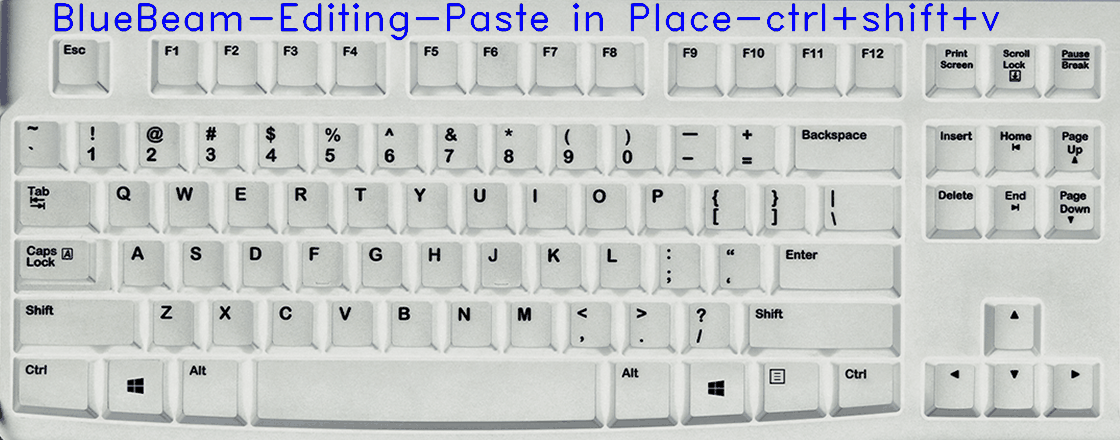 BlueBeam-Editing-Paste in Place-ctrl+shift+v
Esc F1 F2 F3 F4 F5 F6 F7 F8 F9 F10 F11 F12 Print Screen Scroll Lock Pause Break
~ ` ! 1 @ 2 # 3 $ 4 % 5 ^ 6 & 7 * 8 ( 9 ) 0 — - + = Backspace Insert Home Page Up
Tab Q W E R T Y U I O P { [ } ] | \ Delete End Page Down
Caps Lock A S D F G H J K L : ; “ ‘ Enter
Shift Z X C V B N M < , > . ? / Shift
Ctrl Alt Alt Ctrl